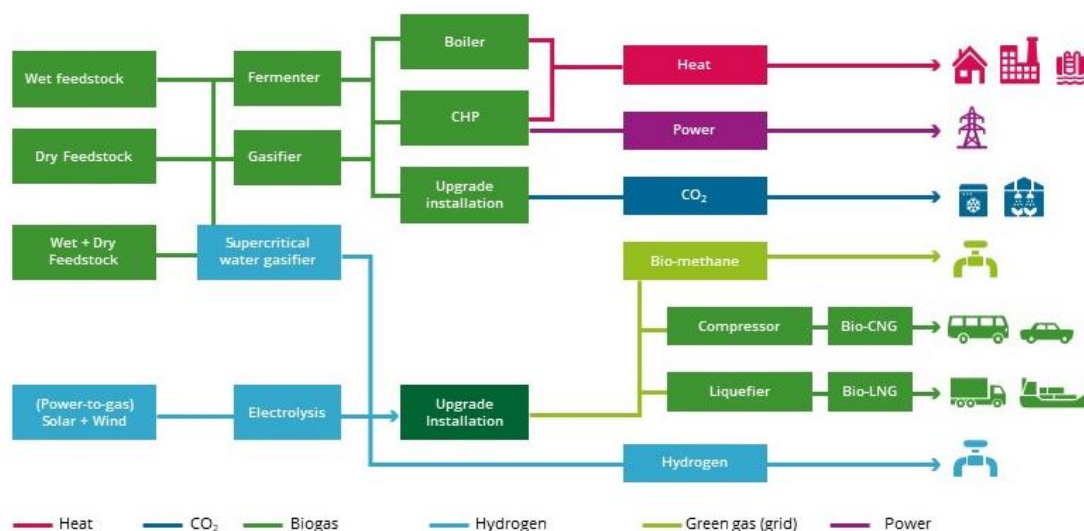 Boiler
Wet feedstock
Fermenter
Heat
CHP
Power
Dry Feedstock
Gasifier
Upgrade
installation
CO₂
Wet + Dry
Feedstock
Supercritical
water gasifier
Bio-methane
Compressor
Bio-CNG
Liquefier
Bio-LNG
(Power-to-gas)
Solar + Wind
Electrolysis
Upgrade
Installation
Hydrogen
Heat
CO₂
Biogas
Hydrogen
Green gas (grid)
Power